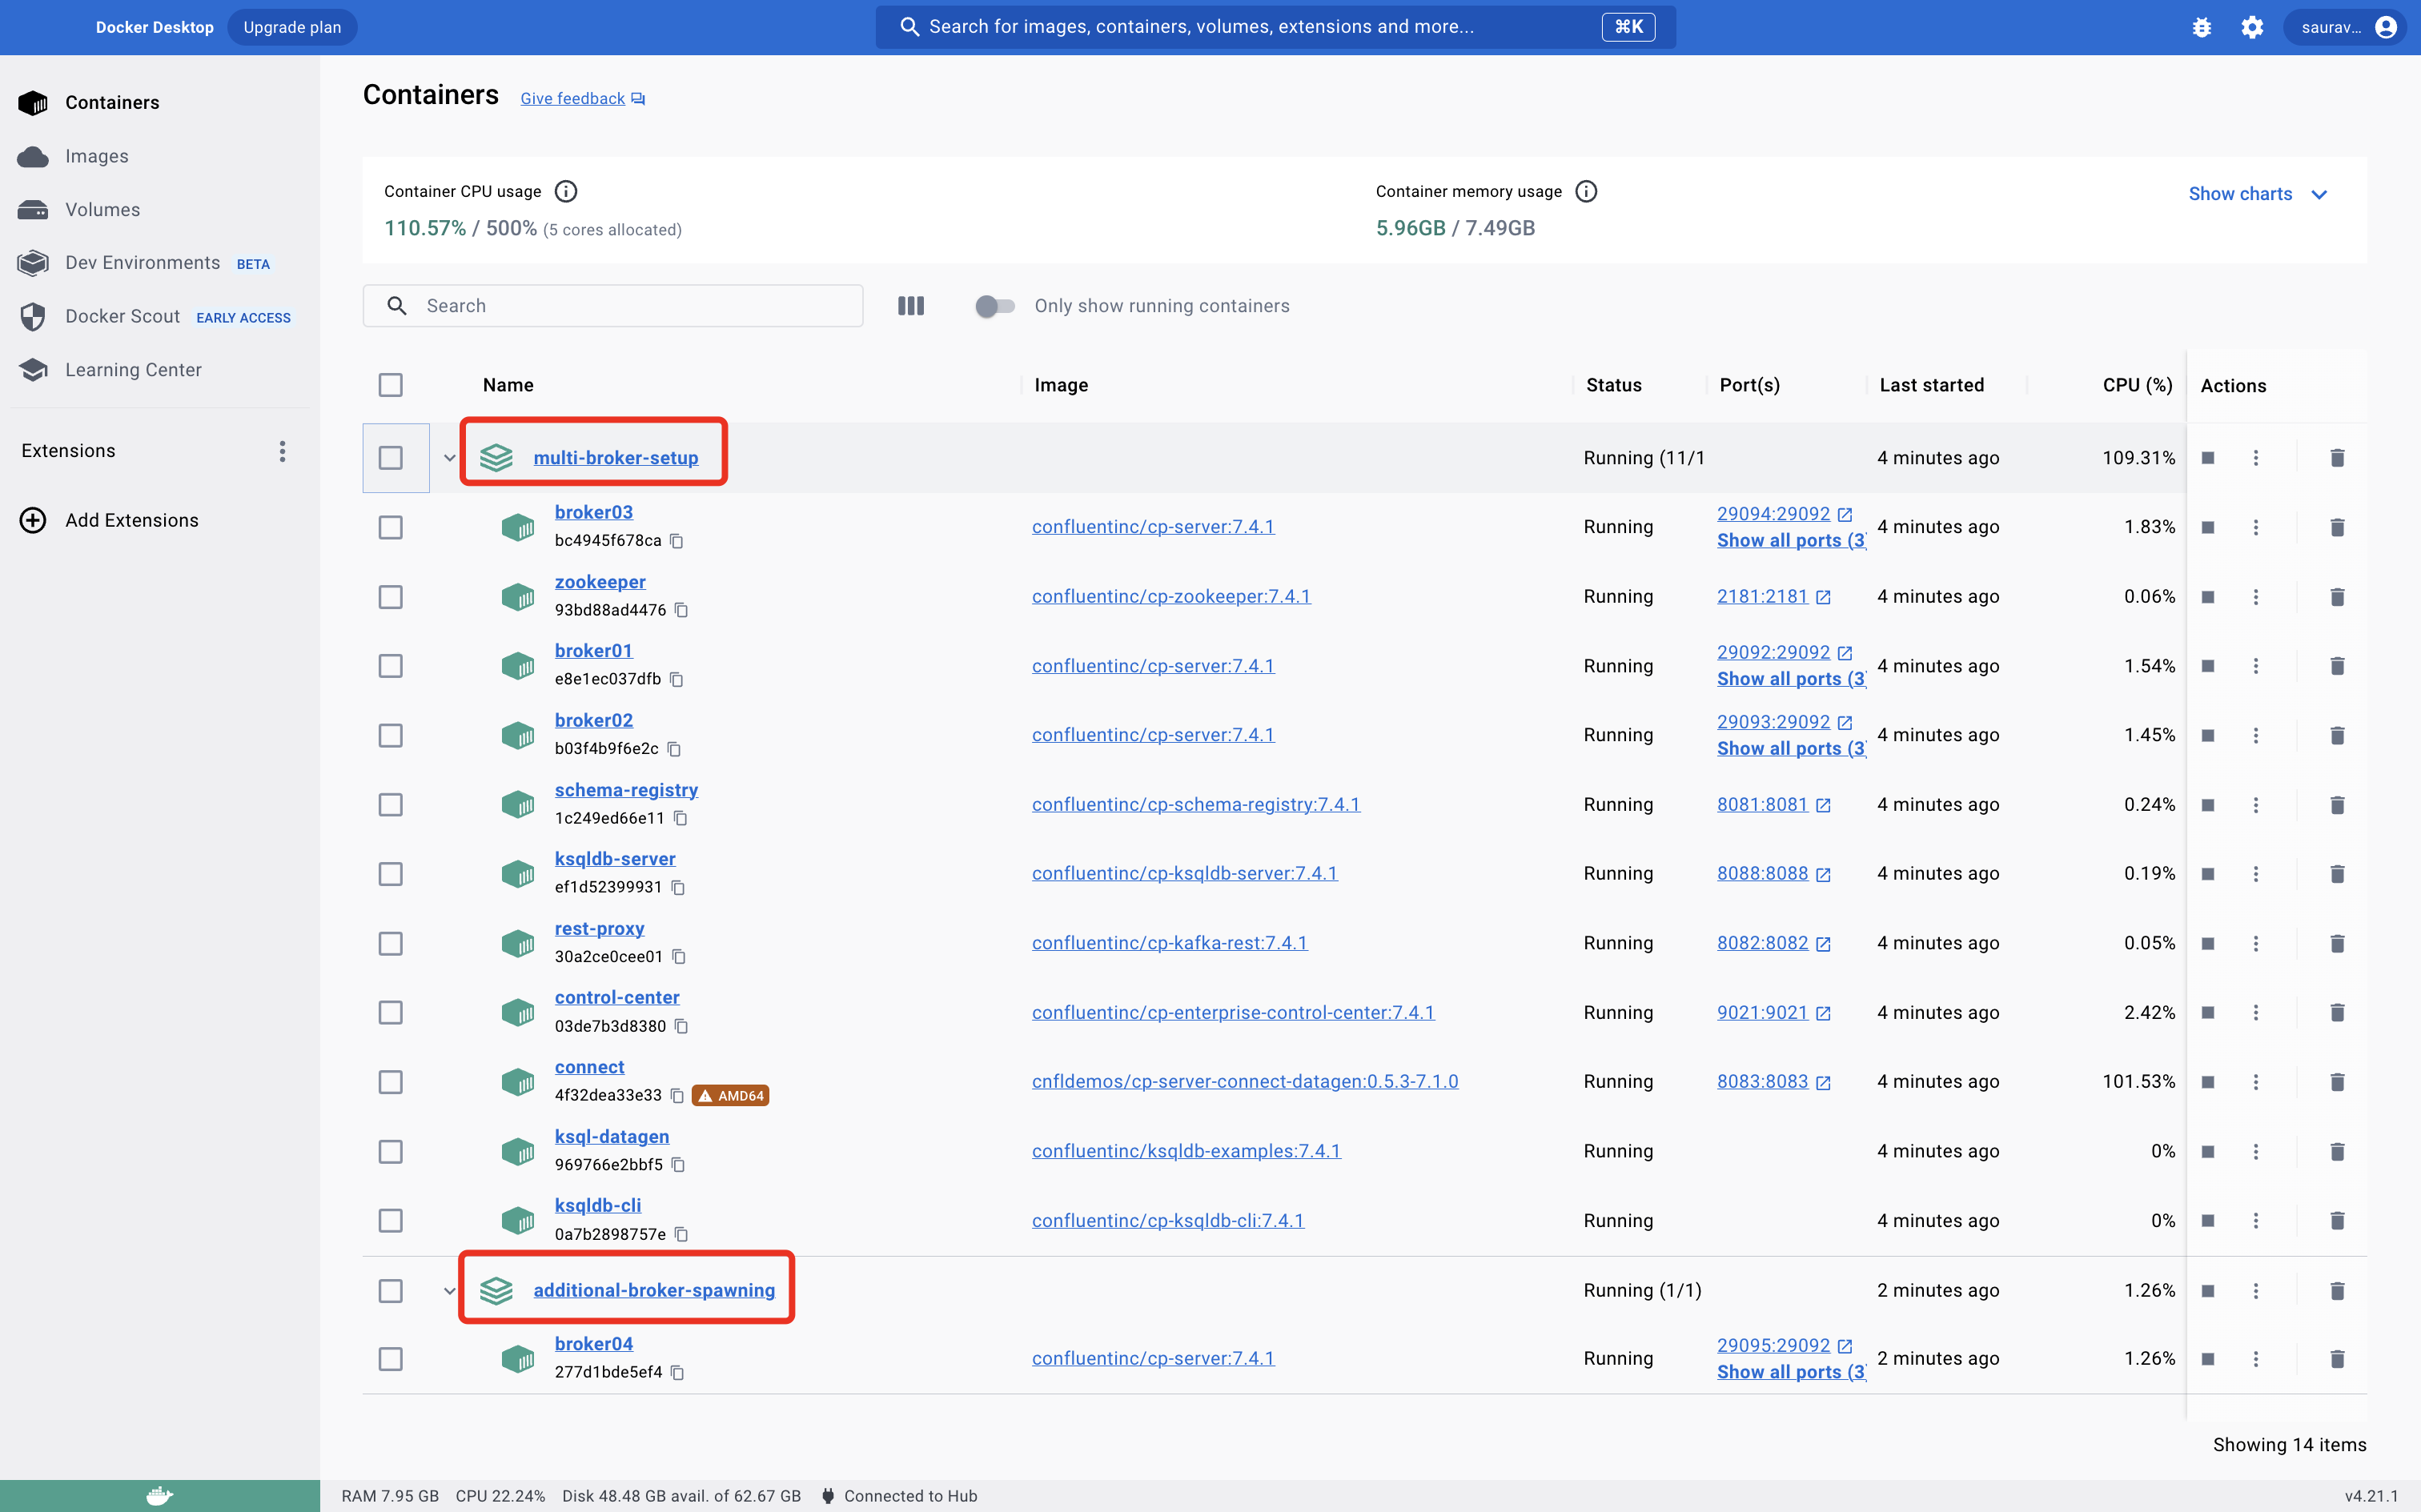 Docker Desktop Upgrade plan Search for images, containers, volumes, extensions and more... ⌘K saurav...
Containers
Images
Volumes
Dev Environments BETA
Docker Scout EARLY ACCESS
Learning Center
Extensions
Add Extensions
Containers Give feedback
Container CPU usage
110.57% / 500% (5 cores allocated)
Container memory usage
5.96GB / 7.49GB
Show charts
Search Only show running containers
Name Image Status Port(s) Last started CPU (%) Actions
multi-broker-setup Running (11/1 4 minutes ago 109.31%
broker03
bc4945f678ca
confluentinc/cp-server:7.4.1 Running
29094:29092
Show all ports (3)
4 minutes ago 1.83%
zookeeper
93bd88ad4476
confluentinc/cp-zookeeper:7.4.1 Running 2181:2181 4 minutes ago 0.06%
broker01
e8e1ec037dfb
confluentinc/cp-server:7.4.1 Running
29092:29092
Show all ports (3)
4 minutes ago 1.54%
broker02
b03f4b9f6e2c
confluentinc/cp-server:7.4.1 Running
29093:29092
Show all ports (3)
4 minutes ago 1.45%
schema-registry
1c249ed66e11
confluentinc/cp-schema-registry:7.4.1 Running 8081:8081 4 minutes ago 0.24%
ksqldb-server
ef1d52399931
confluentinc/cp-ksqldb-server:7.4.1 Running 8088:8088 4 minutes ago 0.19%
rest-proxy
30a2ce0cee01
confluentinc/cp-kafka-rest:7.4.1 Running 8082:8082 4 minutes ago 0.05%
control-center
03de7b3d8380
confluentinc/cp-enterprise-control-center:7.4.1 Running 9021:9021 4 minutes ago 2.42%
connect
4f32dea33e33 AMD64
cnfldemos/cp-server-connect-datagen:0.5.3-7.1.0 Running 8083:8083 4 minutes ago 101.53%
ksql-datagen
969766e2bbf5
confluentinc/ksqldb-examples:7.4.1 Running 4 minutes ago 0%
ksqldb-cli
0a7b2898757e
confluentinc/cp-ksqldb-cli:7.4.1 Running 4 minutes ago 0%
additional-broker-spawning Running (1/1) 2 minutes ago 1.26%
broker04
277d1bde5ef4
confluentinc/cp-server:7.4.1 Running
29095:29092
Show all ports (3)
2 minutes ago 1.26%
Showing 14 items
RAM 7.95 GB CPU 22.24% Disk 48.48 GB avail. of 62.67 GB Connected to Hub v4.21.1